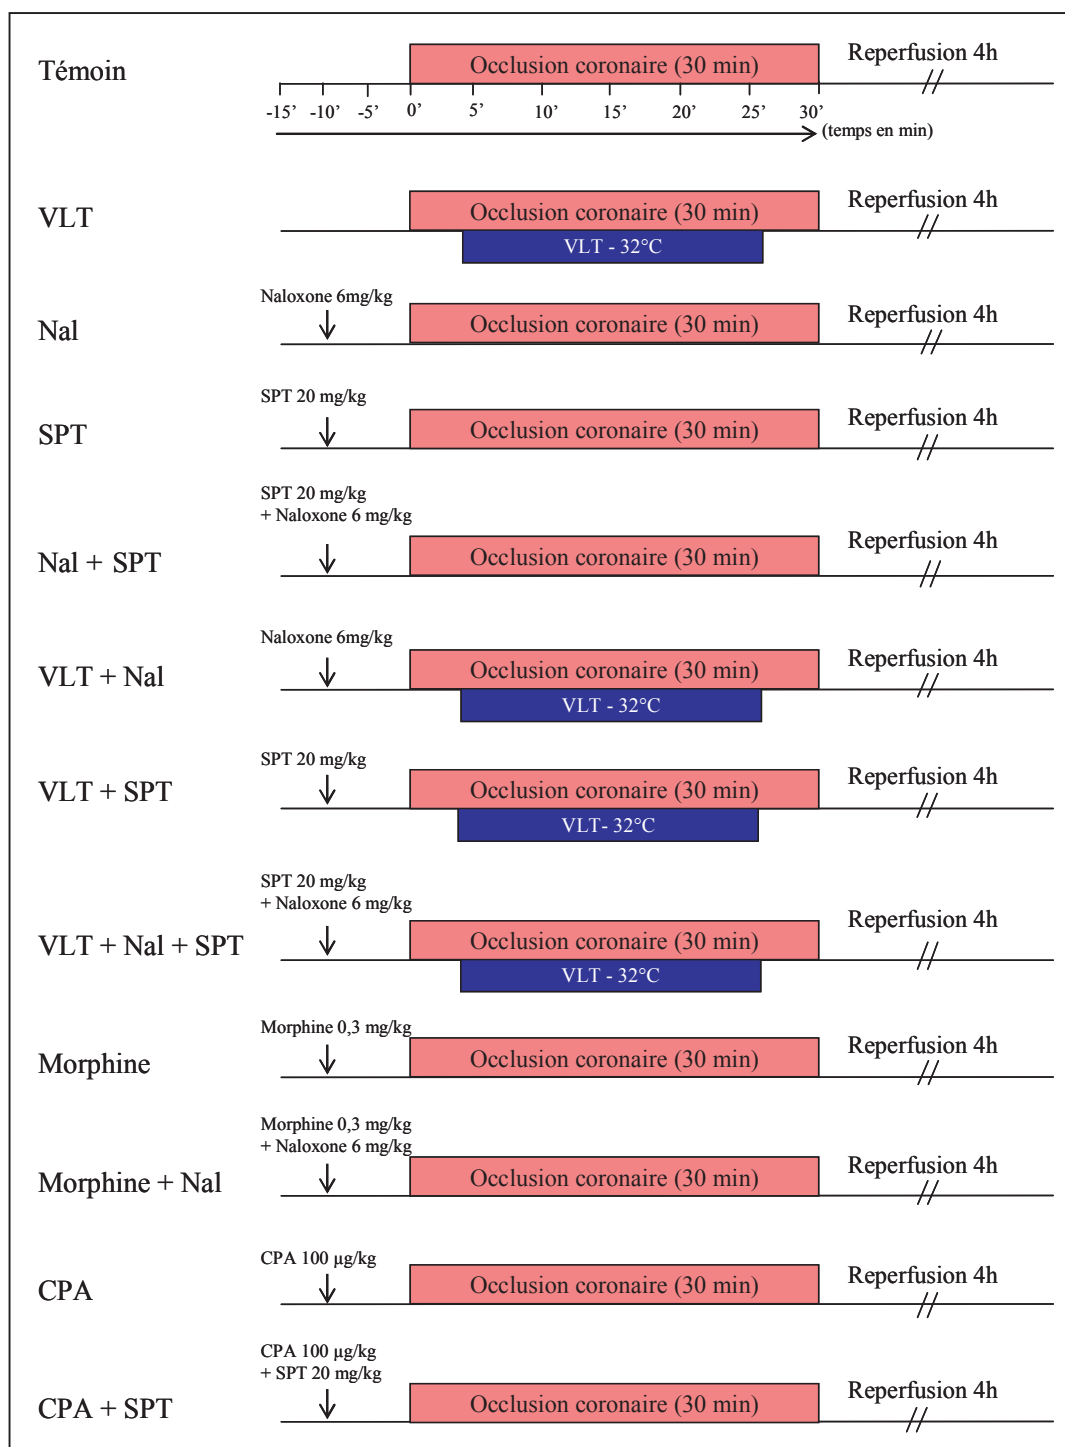 Témoin
Occlusion coronaire (30 min)
Reperfusion 4h
-15’ -10’ -5’ 0’ 5’ 10’ 15’ 20’ 25’ 30’
(temps en min)
VLT
Occlusion coronaire (30 min)
Reperfusion 4h
VLT - 32°C
Naloxone 6mg/kg
Nal
Occlusion coronaire (30 min)
Reperfusion 4h
SPT 20 mg/kg
SPT
Occlusion coronaire (30 min)
Reperfusion 4h
SPT 20 mg/kg
+ Naloxone 6 mg/kg
Nal + SPT
Occlusion coronaire (30 min)
Reperfusion 4h
Naloxone 6mg/kg
VLT + Nal
Occlusion coronaire (30 min)
Reperfusion 4h
VLT - 32°C
SPT 20 mg/kg
VLT + SPT
Occlusion coronaire (30 min)
Reperfusion 4h
VLT- 32°C
SPT 20 mg/kg
+ Naloxone 6 mg/kg
VLT + Nal + SPT
Occlusion coronaire (30 min)
Reperfusion 4h
VLT - 32°C
Morphine 0,3 mg/kg
Morphine
Occlusion coronaire (30 min)
Reperfusion 4h
Morphine 0,3 mg/kg
+ Naloxone 6 mg/kg
Morphine + Nal
Occlusion coronaire (30 min)
Reperfusion 4h
CPA 100 µg/kg
CPA
Occlusion coronaire (30 min)
Reperfusion 4h
CPA 100 µg/kg
+ SPT 20 mg/kg
CPA + SPT
Occlusion coronaire (30 min)
Reperfusion 4h